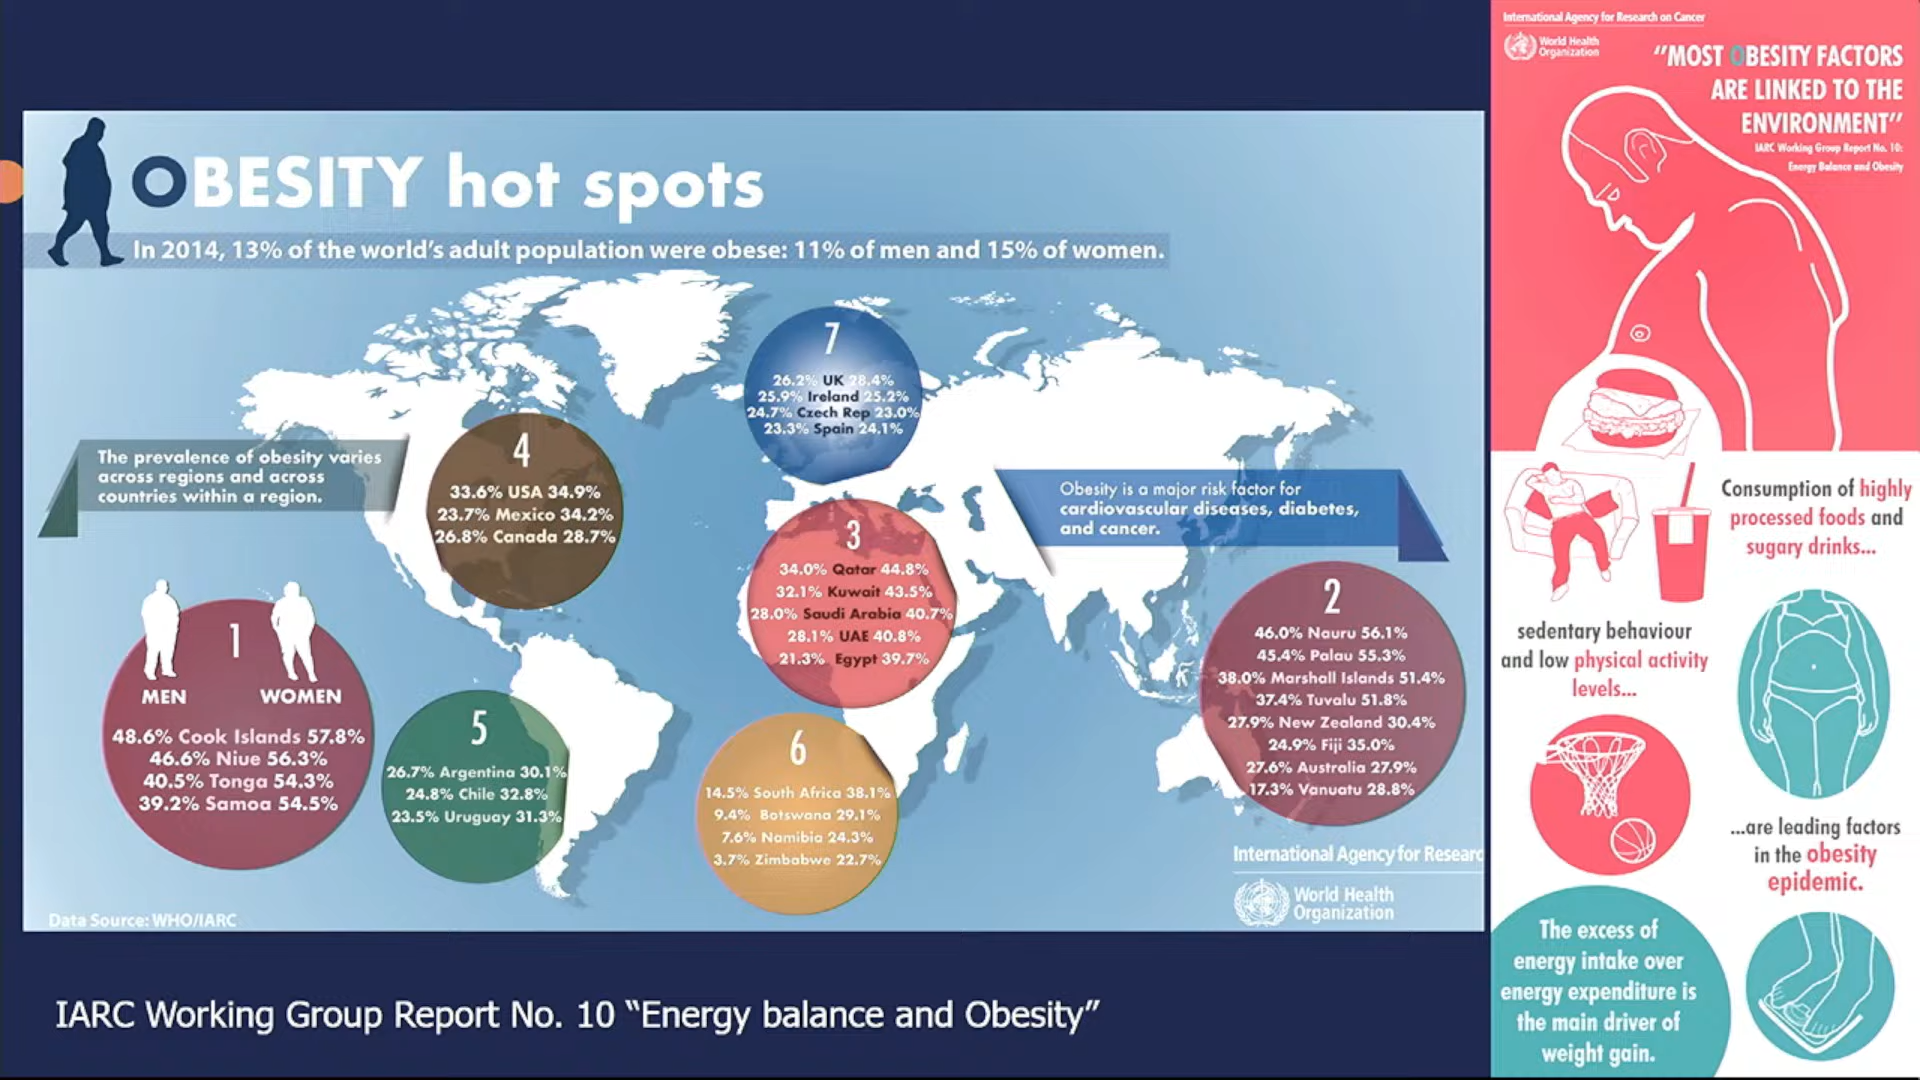 OBESITY hot spots
In 2014, 13% of the world's adult population were obese: 11% of men and 15% of women.
The prevalence of obesity varies
across regions and across
countries within a region.
1
MEN WOMEN
48.6% Cook Islands 57.8%
46.6% Niue 56.3%
40.5% Tonga 54.3%
39.2% Samoa 54.5%
4
33.6% USA 34.9%
23.7% Mexico 34.2%
26.8% Canada 28.7%
5
26.7% Argentina 30.1%
24.8% Chile 32.8%
23.5% Uruguay 31.3%
7
26.2% UK 28.4%
25.9% Ireland 25.2%
24.7% Czech Rep 23.0%
23.3% Spain 24.1%
3
34.0% Qatar 44.8%
32.1% Kuwait 43.5%
28.0% Saudi Arabia 40.7%
28.1% UAE 40.8%
21.3% Egypt 39.7%
6
14.5% South Africa 38.1%
9.4% Botswana 29.1%
7.6% Namibia 24.3%
3.7% Zimbabwe 22.7%
Obesity is a major risk factor for
cardiovascular diseases, diabetes,
and cancer.
2
46.0% Nauru 56.1%
45.4% Palau 55.3%
38.0% Marshall Islands 51.4%
37.4% Tuvalu 51.8%
27.9% New Zealand 30.4%
24.9% Fiji 35.0%
27.6% Australia 27.9%
17.3% Vanuatu 28.8%
International Agency for Researc
World Health
Organization
Data Source: WHO/IARC
IARC Working Group Report No. 10 “Energy balance and Obesity”
International Agency for Research on Cancer
World Health
Organization
“MOST OBESITY FACTORS
ARE LINKED TO THE
ENVIRONMENT”
IARC Working Group Report No. 10:
Energy Balance and Obesity
Consumption of highly
processed foods and
sugary drinks...
sedentary behaviour
and low physical activity
levels...
...are leading factors
in the obesity
epidemic.
The excess of
energy intake over
energy expenditure is
the main driver of
weight gain.